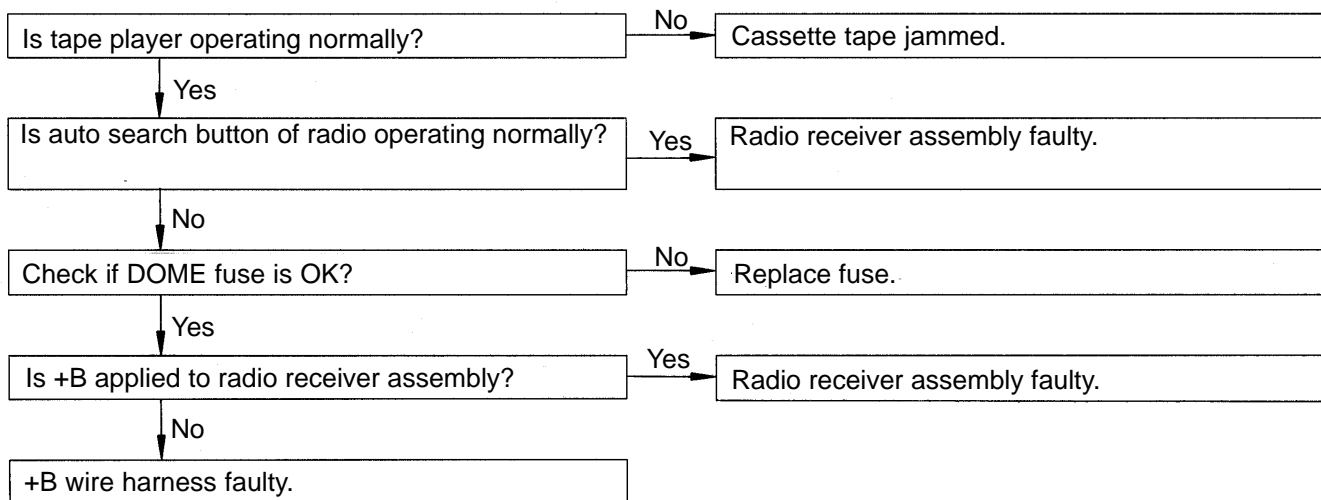 Is tape player operating normally?
No
Cassette tape jammed.
Yes
Is auto search button of radio operating normally?
Yes
Radio receiver assembly faulty.
No
Check if DOME fuse is OK?
No
Replace fuse.
Yes
Is +B applied to radio receiver assembly?
Yes
Radio receiver assembly faulty.
No
+B wire harness faulty.